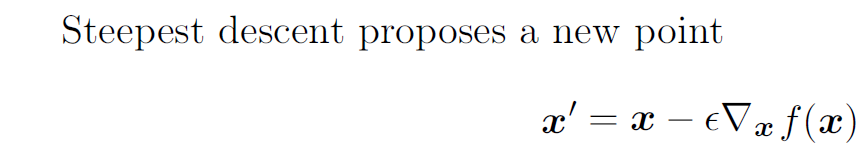 Steepest descent proposes a new point
x′ = x − ϵ∇ₓ f(x)